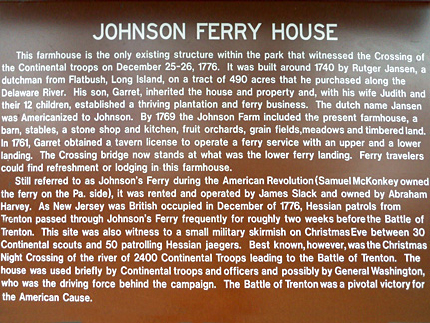 JOHNSON FERRY HOUSE
This farmhouse is the only existing structure within the park that witnessed the Crossing of
the Continental troops on December 25-26, 1776. It was built around 1740 by Rutger Jansen, a
dutchman from Flatbush, Long Island, on a tract of 490 acres that he purchased along the
Delaware River. His son, Garret, inherited the house and property and, with his wife Judith and
their 12 children, established a thriving plantation and ferry business. The dutch name Jansen
was Americanized to Johnson. By 1769 the Johnson Farm included the present farmhouse, a
barn, stables, a stone shop and kitchen, fruit orchards, grain fields,meadows and timbered land.
In 1761, Garret obtained a tavern license to operate a ferry service with an upper and a lower
landing. The Crossing bridge now stands at what was the lower ferry landing. Ferry travelers
could find refreshment or lodging in this farmhouse.
Still referred to as Johnson's Ferry during the American Revolution (Samuel McKonkey owned
the ferry on the Pa. side), it was rented and operated by James Slack and owned by Abraham
Harvey. As New Jersey was British occupied in December of 1776, Hessian patrols from
Trenton passed through Johnson's Ferry frequently for roughly two weeks before the Battle of
Trenton. This site was also witness to a small military skirmish on Christmas Eve between 30
Continental scouts and 50 patrolling Hessian jaegers. Best known, however, was the Christmas
Night Crossing of the river of 2400 Continental Troops leading to the Battle of Trenton. The
house was used briefly by Continental troops and officers and possibly by General Washington,
who was the driving force behind the campaign. The Battle of Trenton was a pivotal victory for
the American Cause.